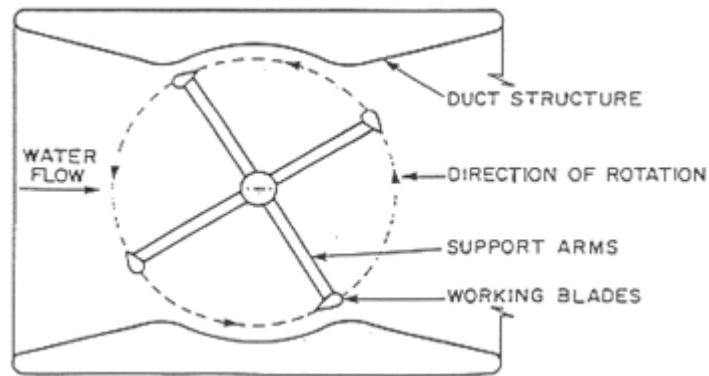 DUCT STRUCTURE
WATER
FLOW
DIRECTION OF ROTATION
SUPPORT ARMS
WORKING BLADES